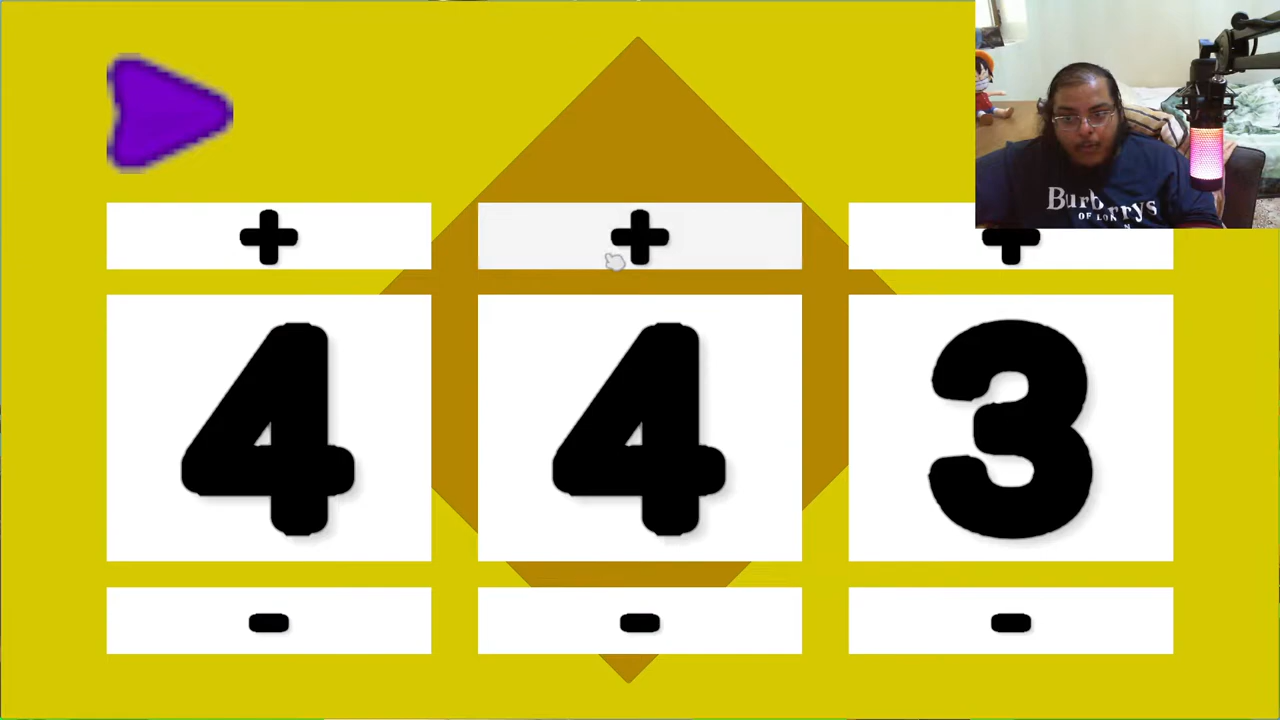 + + +
4 4 3
- - -
Burberrys
OF LONDON